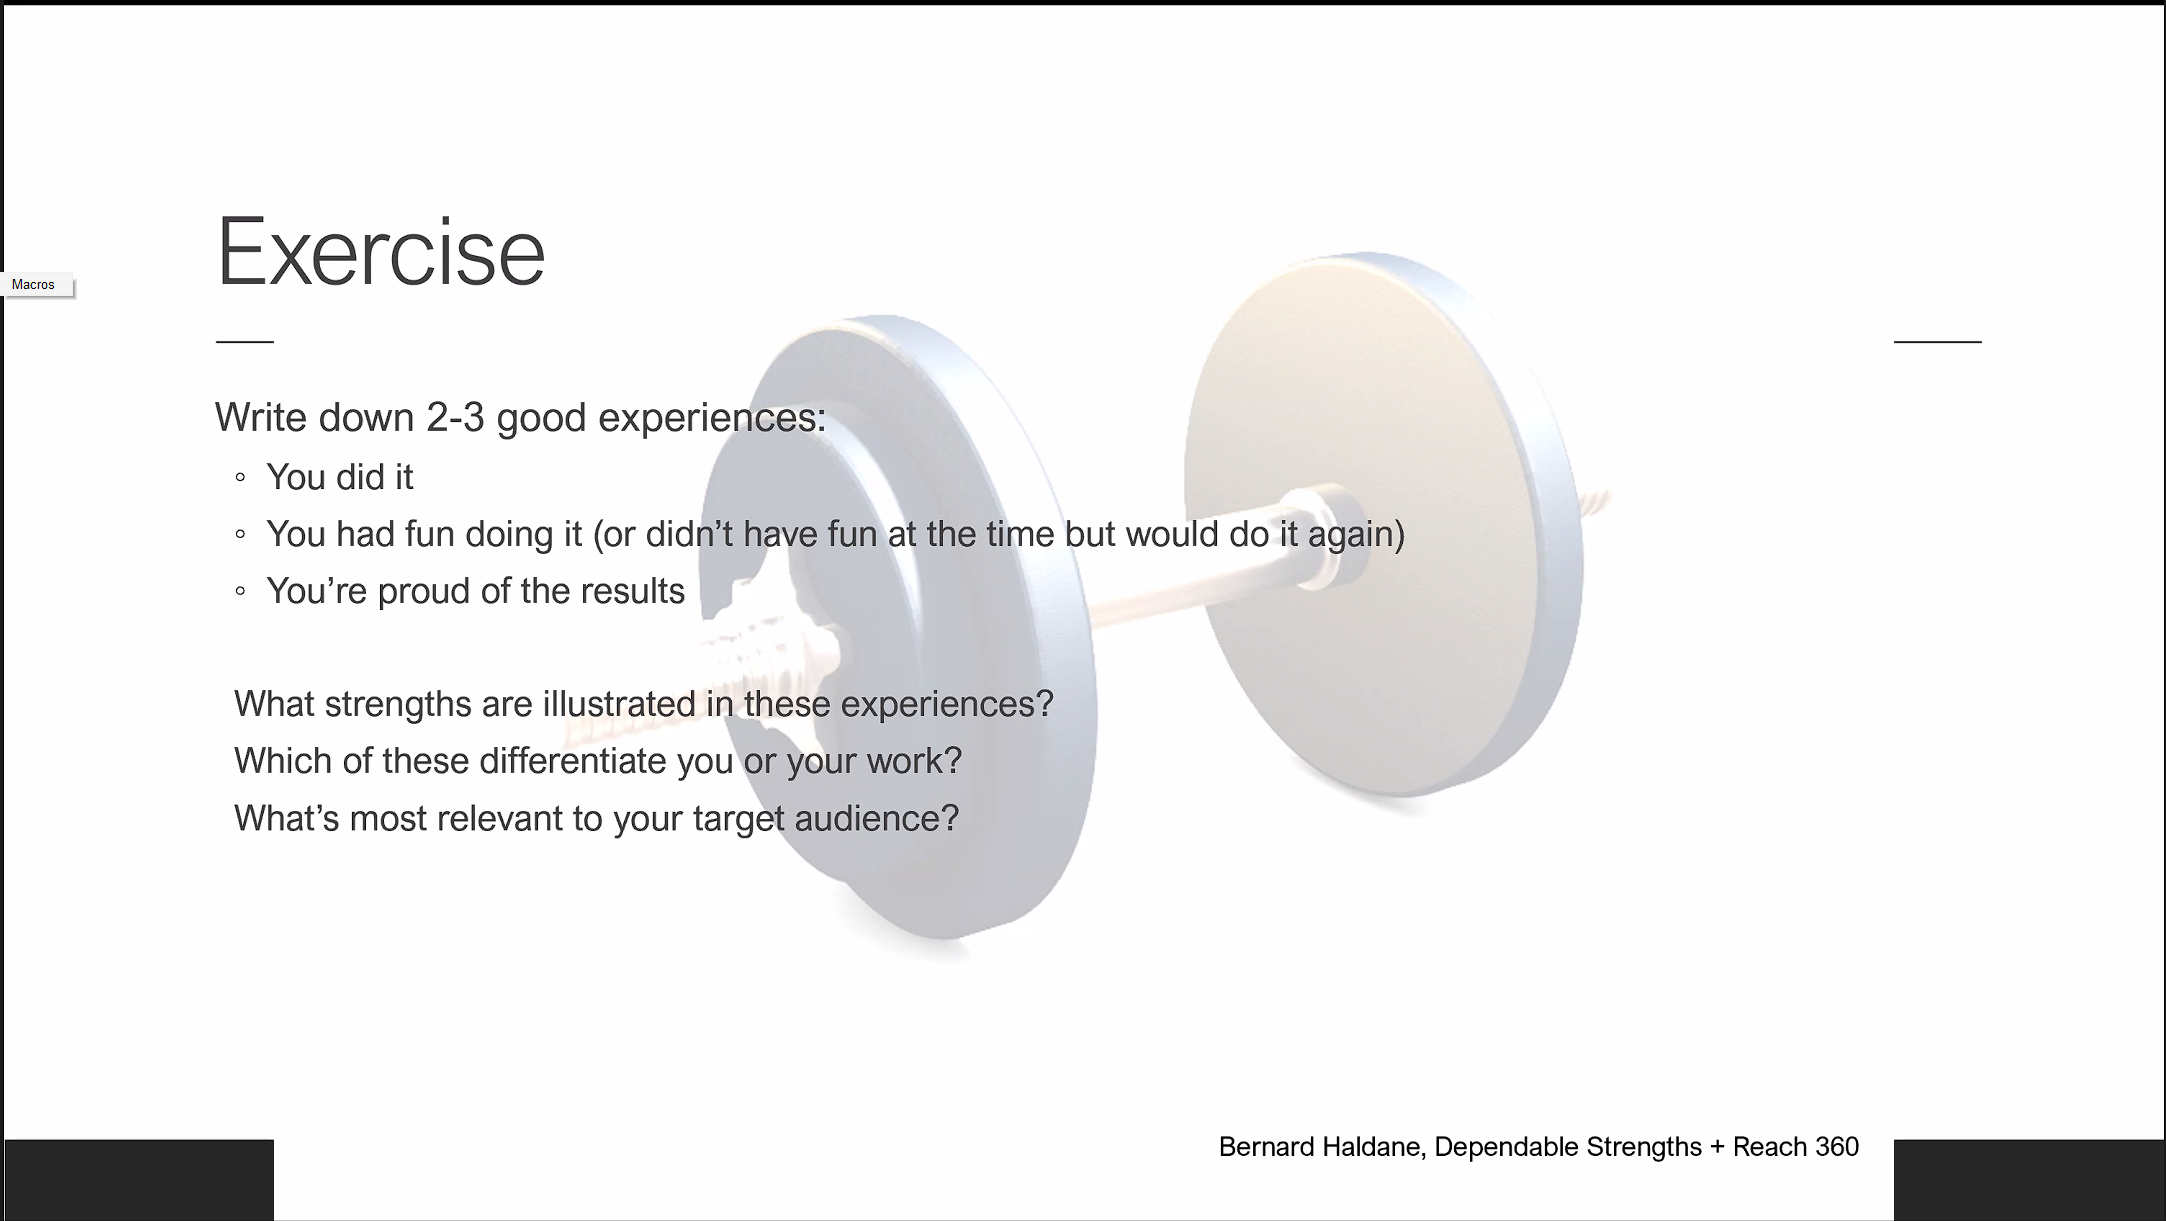 Exercise
Macros
Write down 2-3 good experiences:
◦ You did it
◦ You had fun doing it (or didn’t have fun at the time but would do it again)
◦ You’re proud of the results
What strengths are illustrated in these experiences?
Which of these differentiate you or your work?
What’s most relevant to your target audience?
Bernard Haldane, Dependable Strengths + Reach 360